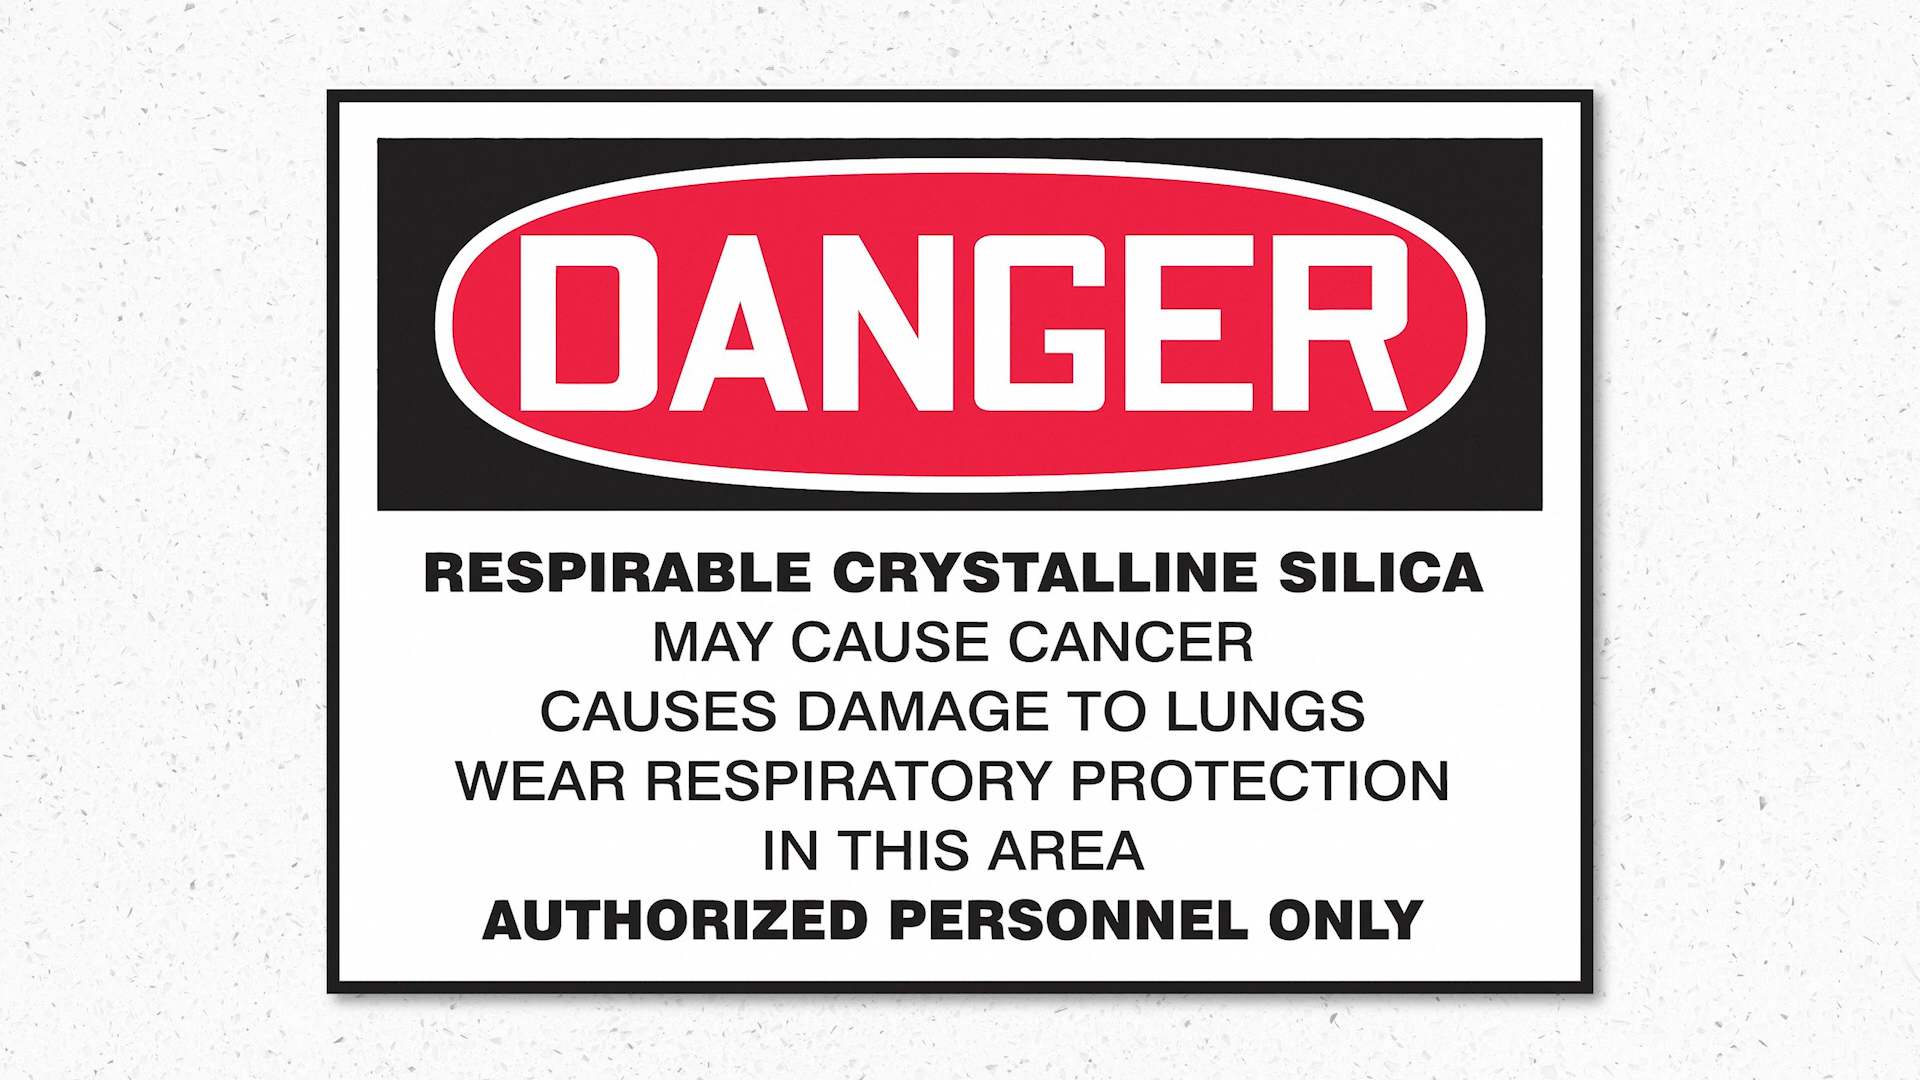 DANGER
RESPIRABLE CRYSTALLINE SILICA
MAY CAUSE CANCER
CAUSES DAMAGE TO LUNGS
WEAR RESPIRATORY PROTECTION
IN THIS AREA
AUTHORIZED PERSONNEL ONLY